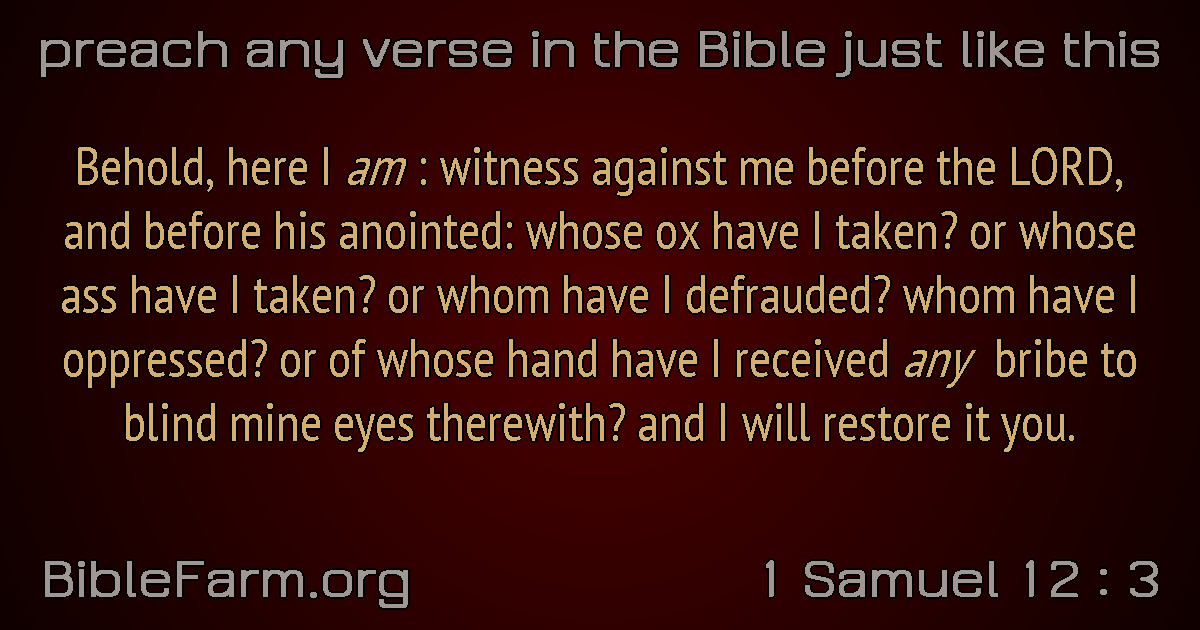 preach any verse in the Bible just like this
Behold, here I am : witness against me before the LORD,
and before his anointed: whose ox have I taken? or whose
ass have I taken? or whom have I defrauded? whom have I
oppressed? or of whose hand have I received any bribe to
blind mine eyes therewith? and I will restore it you.
BibleFarm.org
1 Samuel 12 : 3